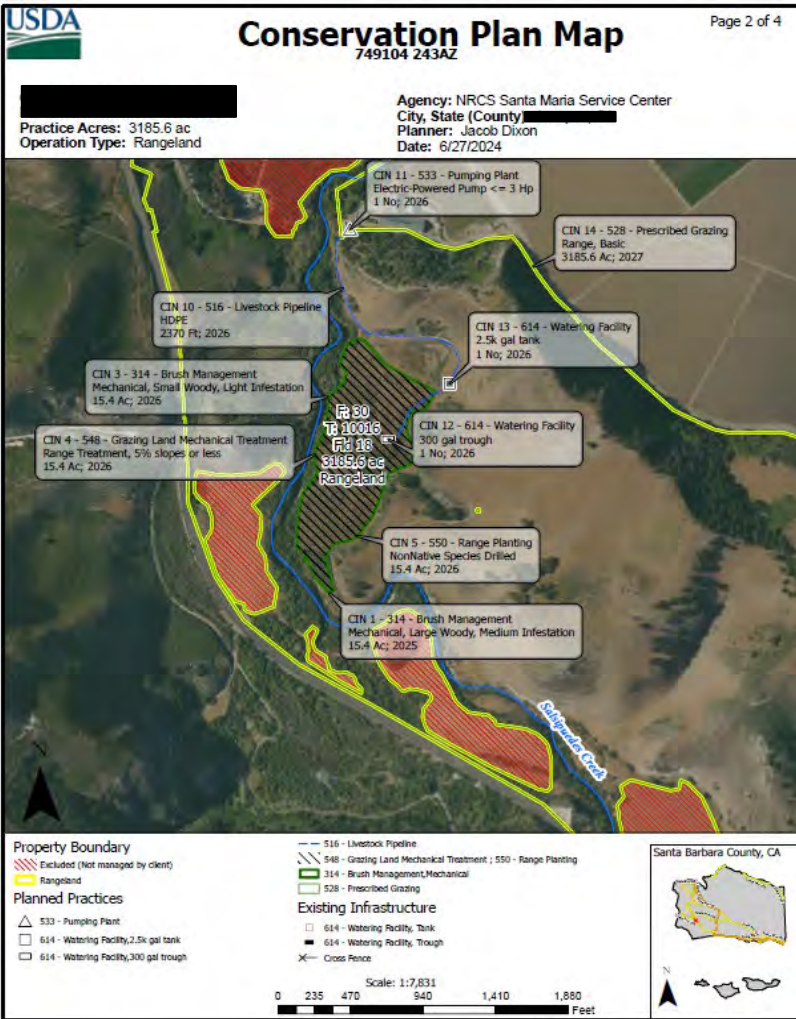 USDA
Conservation Plan Map
749104 243AZ
Page 2 of 4
Practice Acres: 3185.6 ac
Operation Type: Rangeland
Agency: NRCS Santa Maria Service Center
City, State (County)
Planner: Jacob Dixon
Date: 6/27/2024
CIN 11 - 533 - Pumping Plant
Electric-Powered Pump <= 3 Hp
1 No; 2026
CIN 14 - 528 - Prescribed Grazing
Range, Basic
3185.6 Ac; 2027
CIN 10 - 516 - Livestock Pipeline
HDPE
2370 Ft; 2026
CIN 13 - 614 - Watering Facility
2.5k gal tank
1 No; 2026
CIN 3 - 314 - Brush Management
Mechanical, Small Woody, Light Infestation
15.4 Ac; 2026
F: 30
T: 10016
Fld 18
3185.6 ac
Rangeland
CIN 12 - 614 - Watering Facility
300 gal trough
1 No; 2026
CIN 4 - 548 - Grazing Land Mechanical Treatment
Range Treatment, 5% slopes or less
15.4 Ac; 2026
CIN 5 - 550 - Range Planting
NonNative Species Drilled
15.4 Ac; 2026
CIN 1 - 314 - Brush Management
Mechanical, Large Woody, Medium Infestation
15.4 Ac; 2025
Salsipuedes Creek
N
Property Boundary
Excluded (Not managed by client)
Rangeland
Planned Practices
533 - Pumping Plant
614 - Watering Facility,2.5k gal tank
614 - Watering Facility,300 gal trough
516 - Livestock Pipeline
548 - Grazing Land Mechanical Treatment ; 550 - Range Planting
314 - Brush Management,Mechanical
528 - Prescribed Grazing
Existing Infrastructure
614 - Watering Facility, Tank
614 - Watering Facility, Trough
Cross Fence
Scale: 1:7,831
0 235 470 940 1,410 1,880
Feet
Santa Barbara County, CA
N